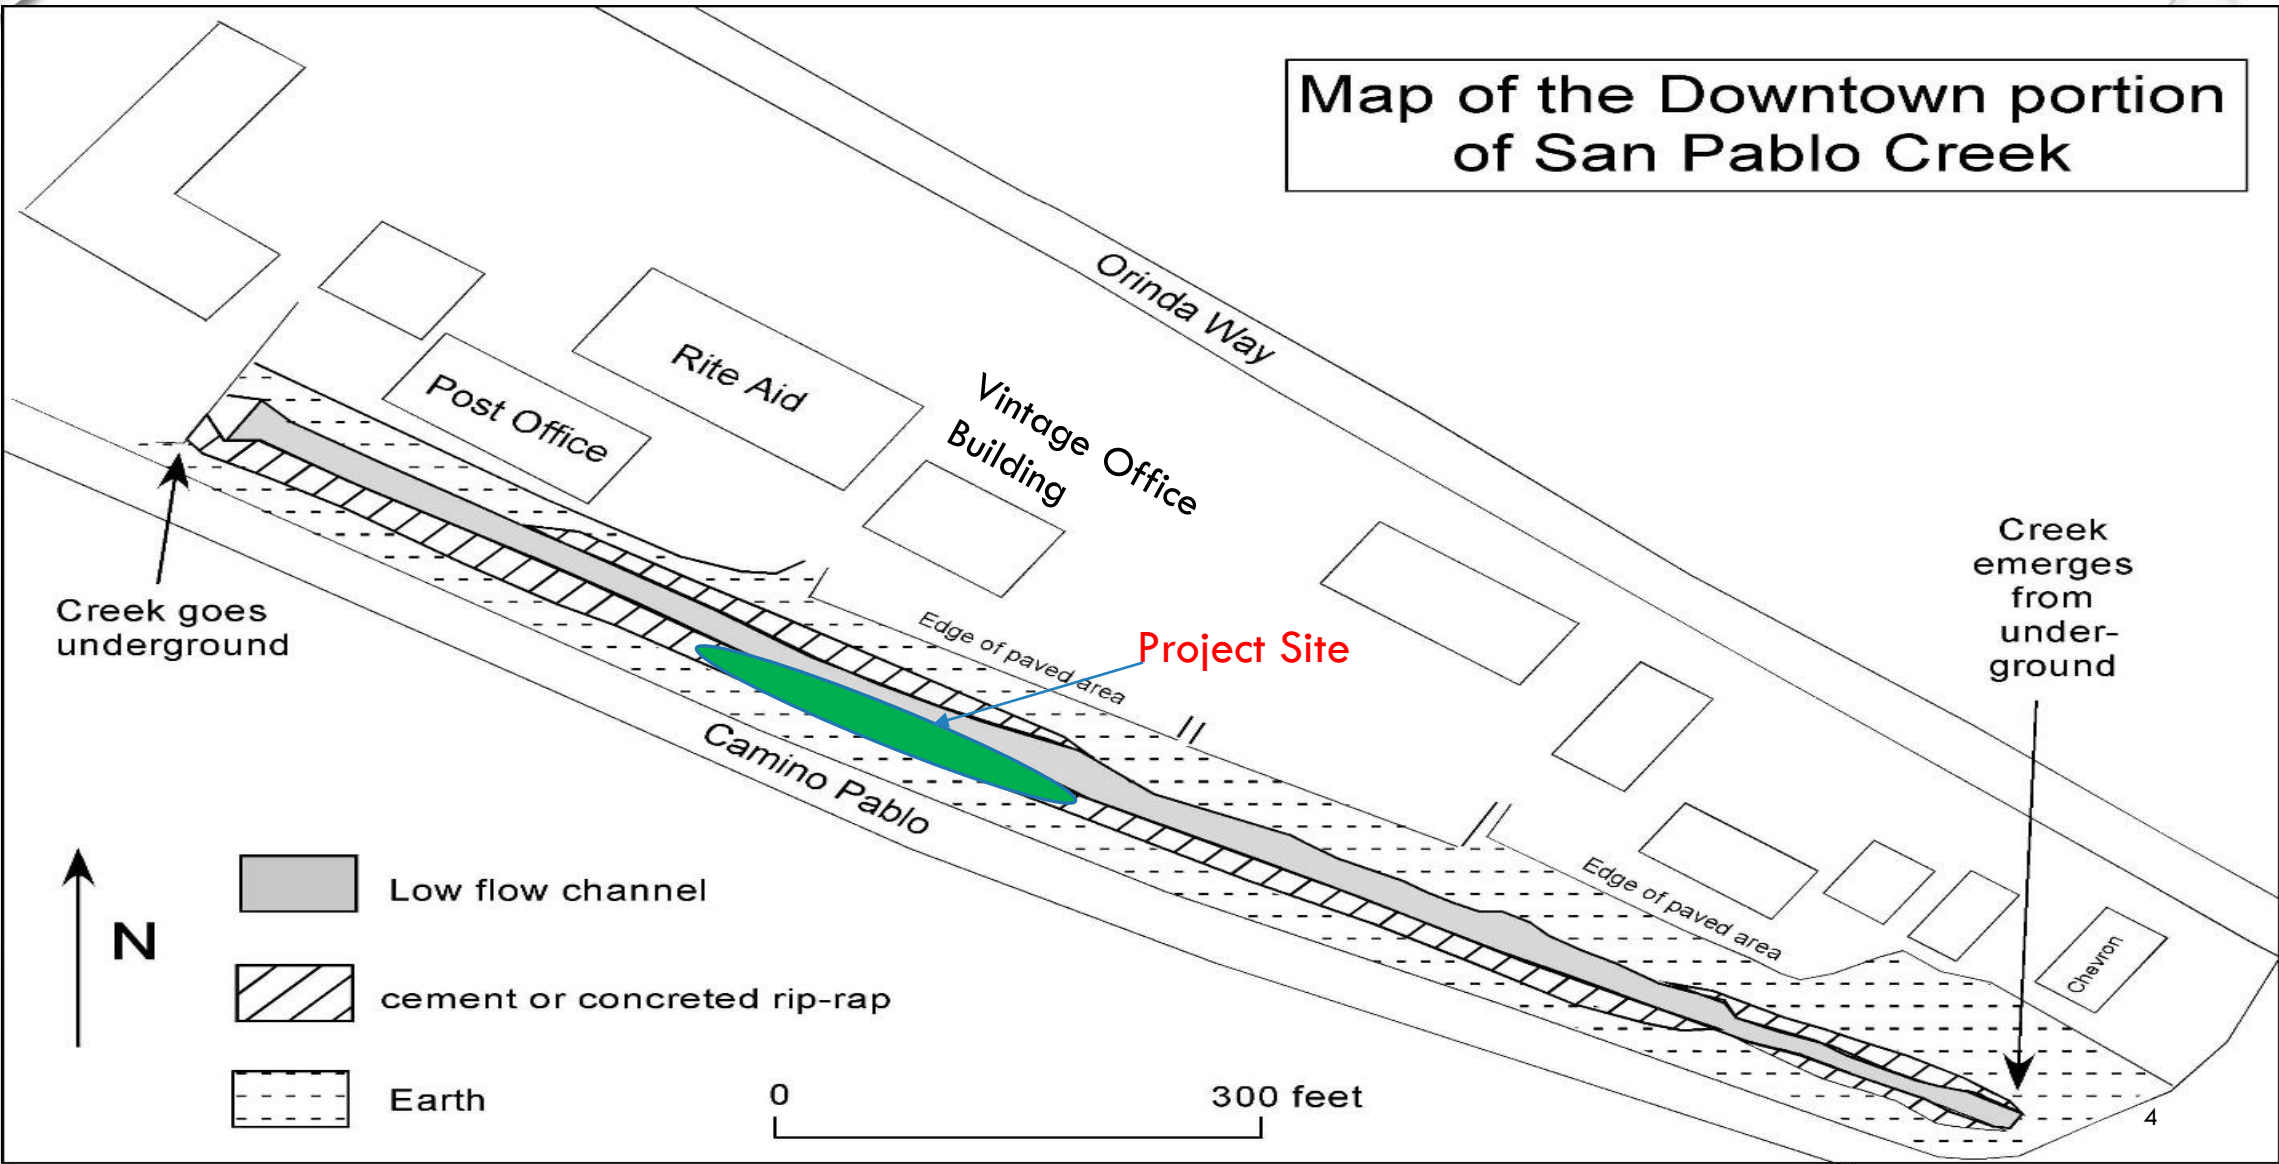 Map of the Downtown portion
of San Pablo Creek
Orinda Way
Rite Aid
Post Office
Vintage Office
Building
Creek goes
underground
Edge of paved area
Project Site
Creek
emerges
from
under-
ground
Camino Pablo
Edge of paved area
Chevron
N
Low flow channel
cement or concreted rip-rap
Earth
0
300 feet
4